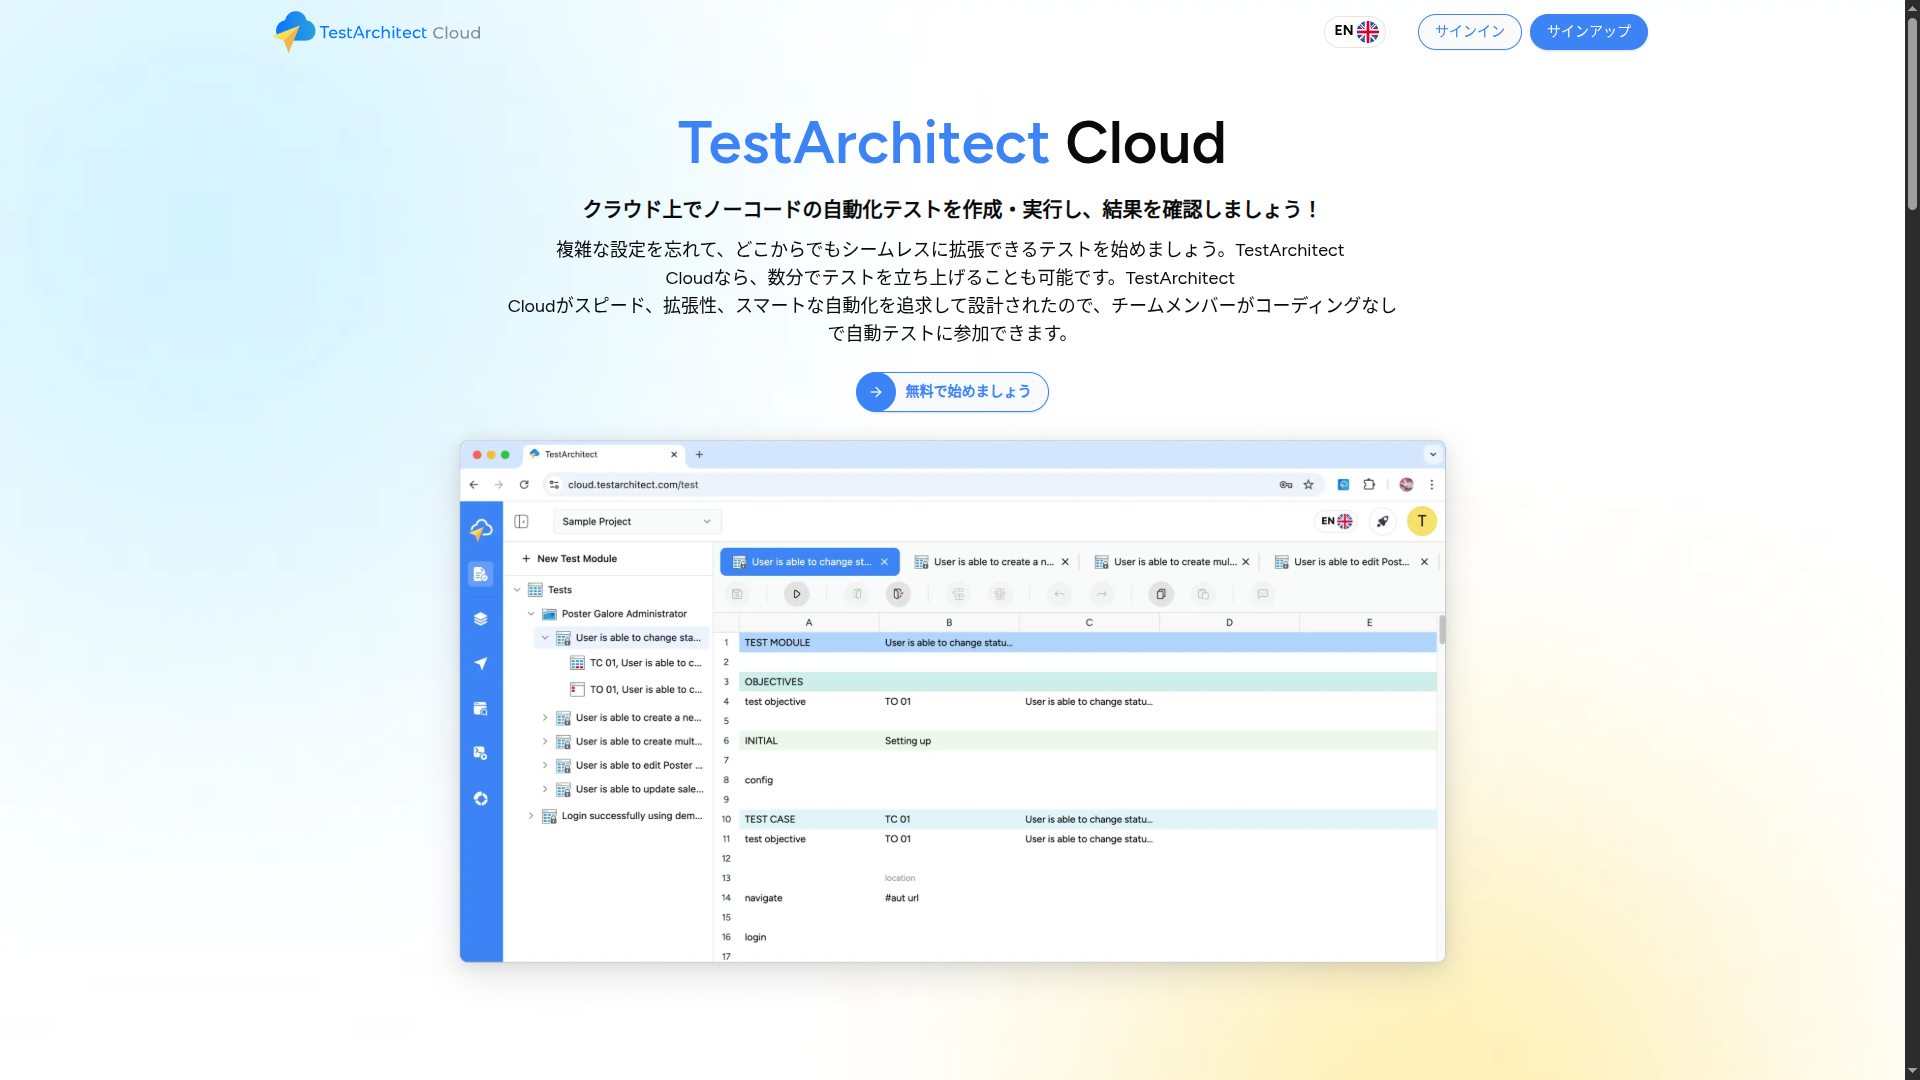 TestArchitect Cloud
EN
サインイン
サインアップ
TestArchitect Cloud
クラウド上でノーコードの自動化テストを作成・実行し、結果を確認しましょう！
複雑な設定を忘れて、どこからでもシームレスに拡張できるテストを始めましょう。TestArchitect
Cloudなら、数分でテストを立ち上げることも可能です。TestArchitect
Cloudがスピード、拡張性、スマートな自動化を追求して設計されたので、チームメンバーがコーディングなし
で自動テストに参加できます。
無料で始めましょう
TestArchitect
cloud.testarchitect.com/test
Sample Project
EN
T
New Test Module
Tests
Poster Galore Administrator
User is able to change sta...
TC 01, User is able to c...
TO 01, User is able to c...
User is able to create a ne...
User is able to create mult...
User is able to edit Poster ...
User is able to update sale...
Login successfully using dem...
User is able to change st...
User is able to create a n...
User is able to create mul...
User is able to edit Post...
A B C D E
1 TEST MODULE User is able to change statu...
2
3 OBJECTIVES
4 test objective TO 01 User is able to change statu...
5
6 INITIAL Setting up
7
8 config
9
10 TEST CASE TC 01 User is able to change statu...
11 test objective TO 01 User is able to change statu...
12
13 location
14 navigate #aut url
15
16 login
17